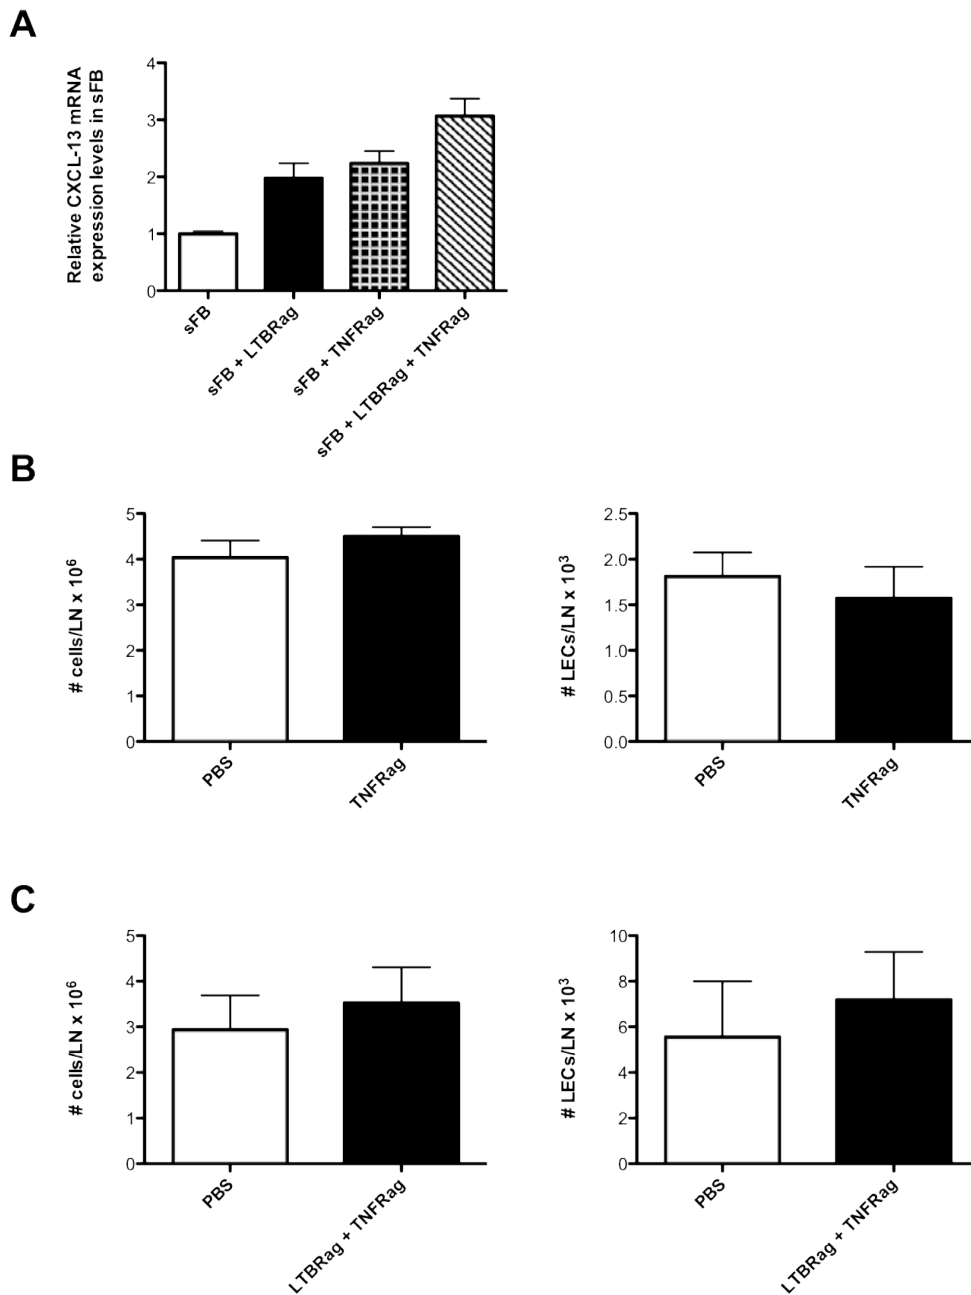 A
Relative CXCL-13 mRNA
expression levels in sFB
4
3
2
1
0
sFB
sFB + LTBRag
sFB + TNFRag
sFB + LTBRag + TNFRag
B
# cells/LN x 10⁶
5
4
3
2
1
0
PBS
TNFRag
# LECs/LN x 10³
2.5
2.0
1.5
1.0
0.5
0.0
PBS
TNFRag
C
# cells/LN x 10⁶
5
4
3
2
1
0
PBS
LTBRag + TNFRag
# LECs/LN x 10³
10
8
6
4
2
0
PBS
LTBRag + TNFRag